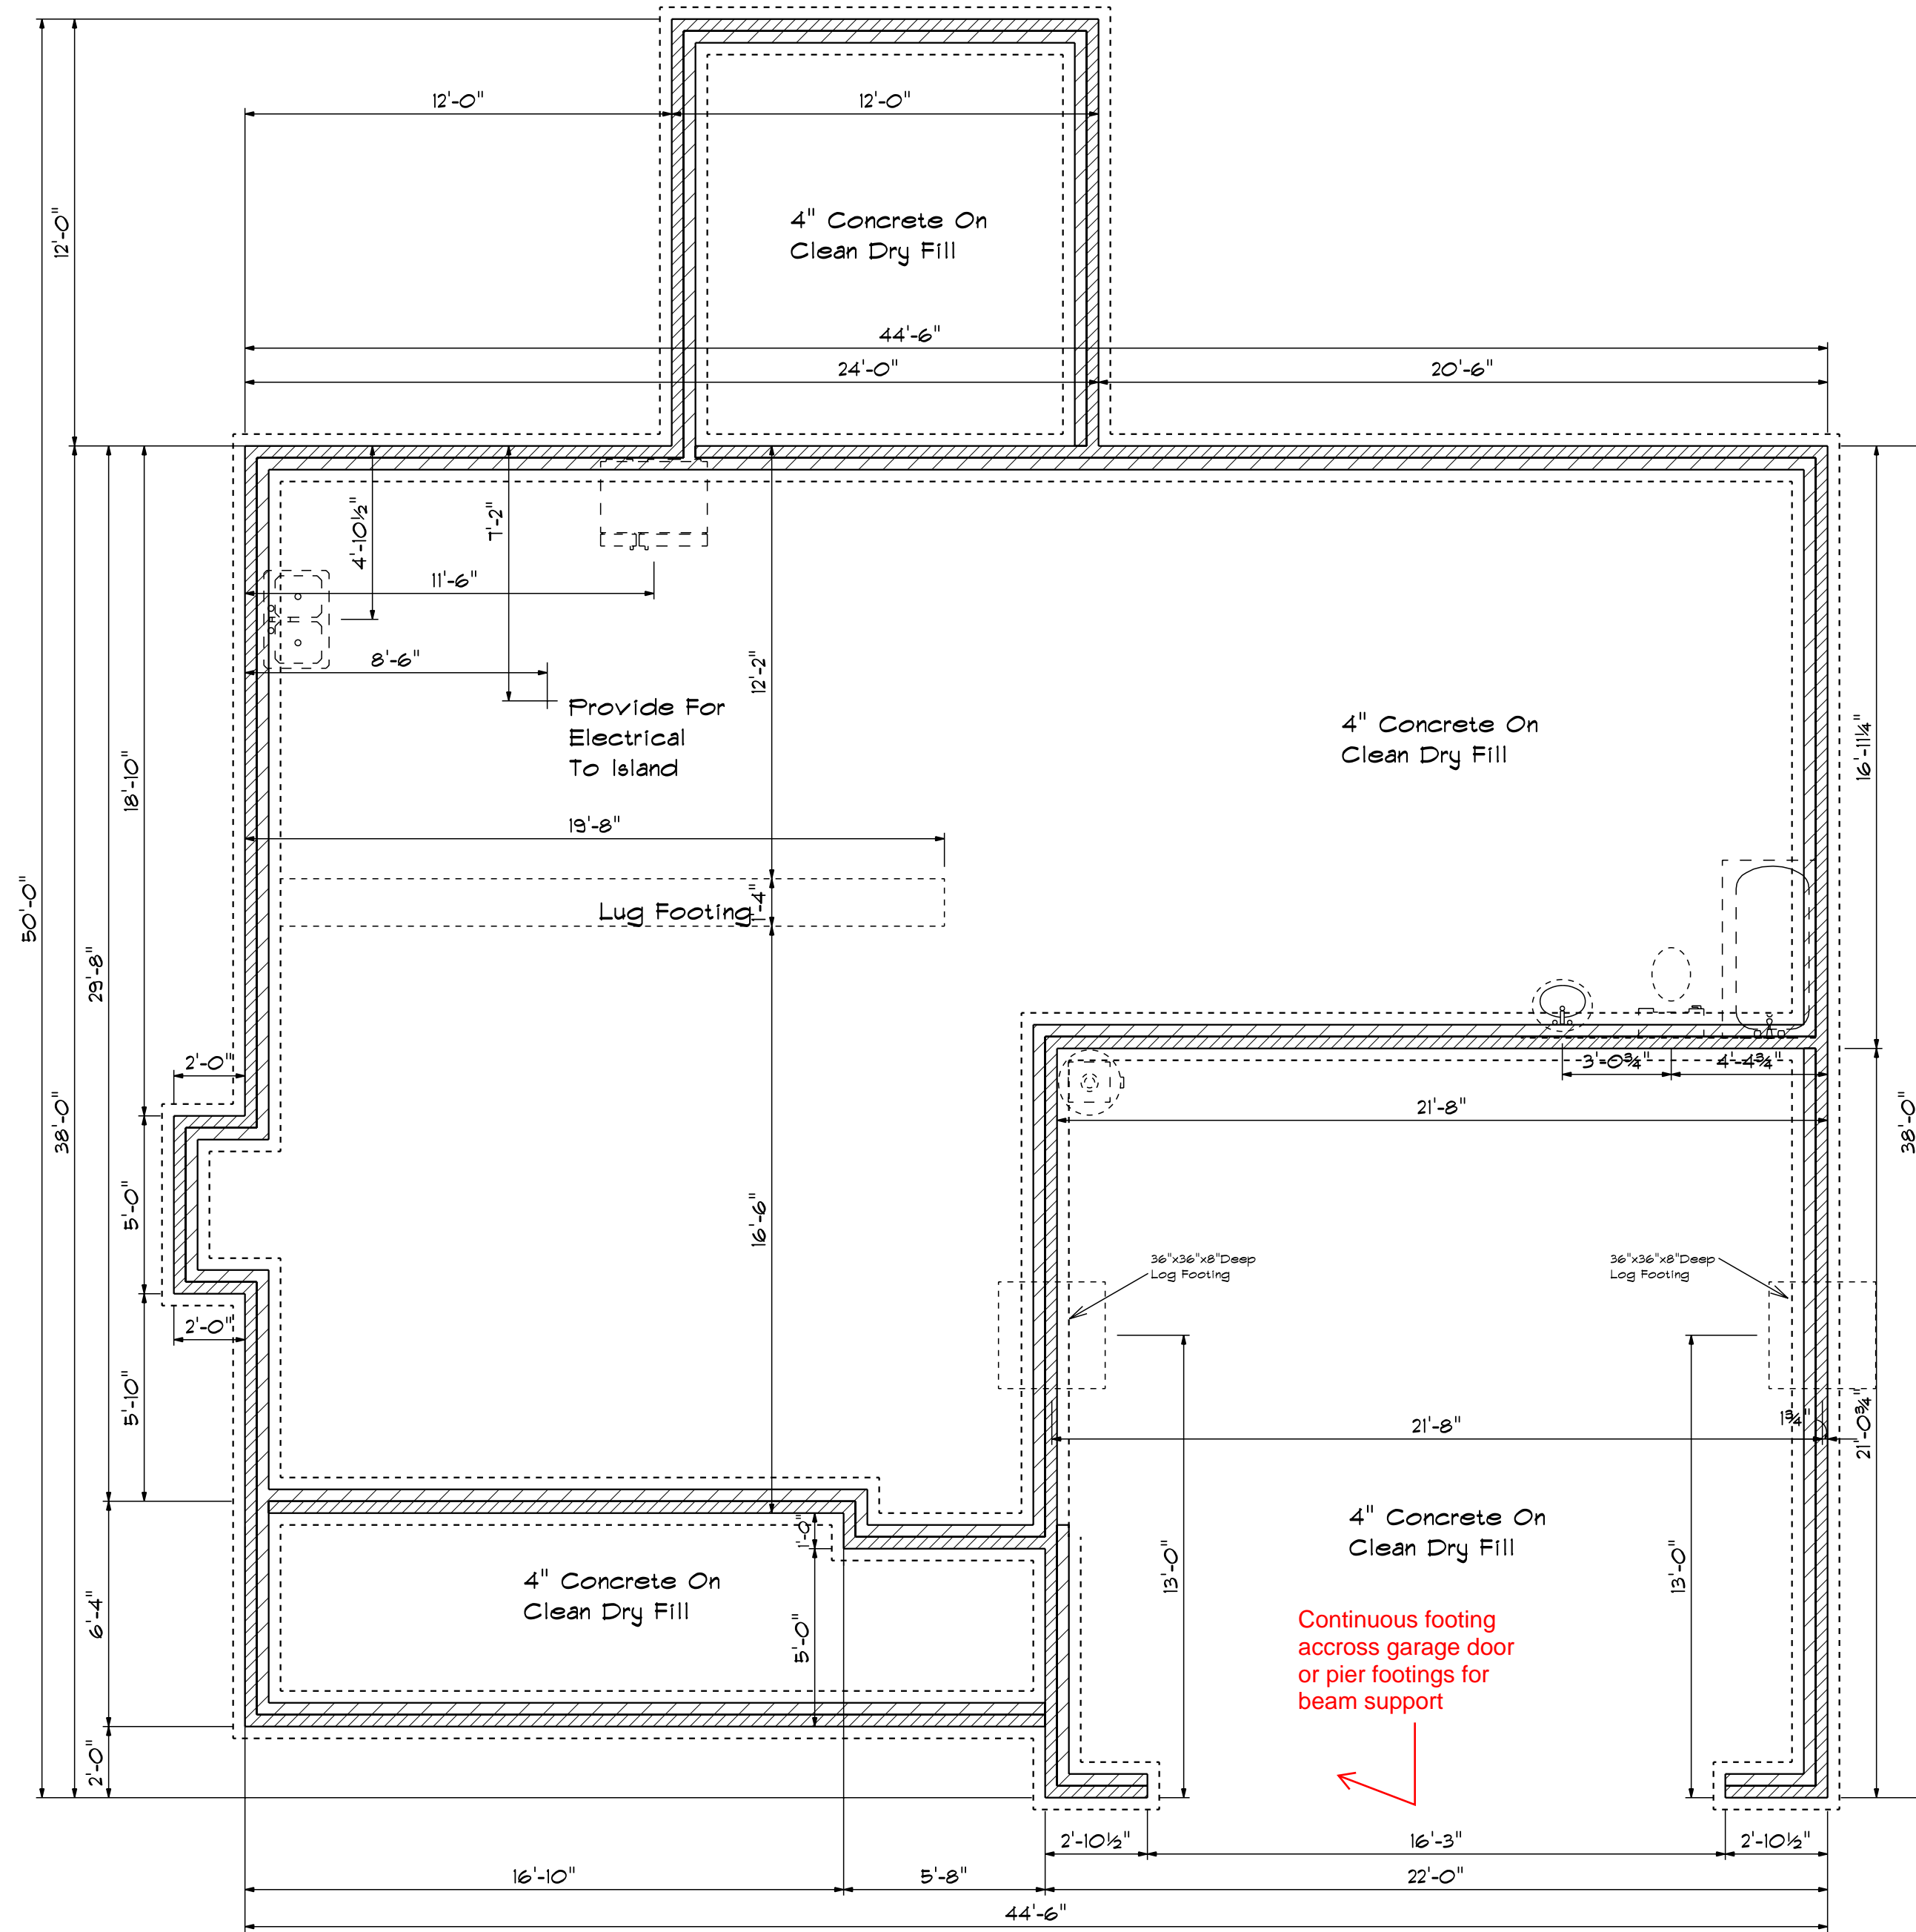 12'-0"
12'-0"
12'-0"
4" Concrete On
Clean Dry Fill
44'-6"
24'-0"
20'-6"
4'-10½"
7'-2"
11'-6"
8'-6"
12'-2"
Provide For
Electrical
To Island
4" Concrete On
Clean Dry Fill
16'-11¼"
18'-10"
19'-8"
50'-0"
Lug Footing
1'-4"
29'-8"
2'-0"
3'-0¾"
4'-4¾"
38'-0"
21'-8"
38'-0"
5'-0"
16'-6"
36"x36"x8"Deep
Log Footing
36"x36"x8"Deep
Log Footing
2'-0"
5'-10"
21'-8"
1¾"
21'-0¾"
1'-0"
4" Concrete On
Clean Dry Fill
13'-0"
13'-0"
4" Concrete On
Clean Dry Fill
6'-4"
5'-0"
Continuous footing
accross garage door
or pier footings for
beam support
2'-0"
2'-10½"
16'-3"
2'-10½"
16'-10"
5'-8"
22'-0"
44'-6"